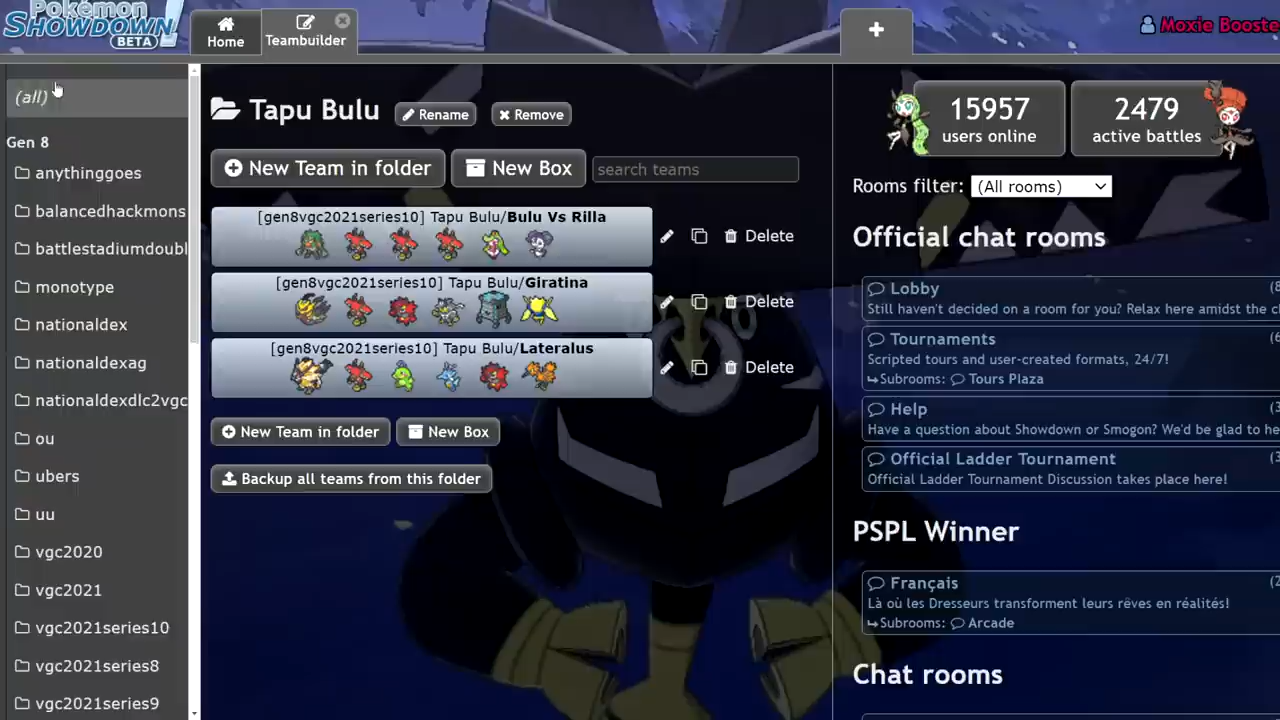 Pokémon
SHOWDOWN!
BETA
Home
Teambuilder
+
Moxie Booste
(all)
Gen 8
anythinggoes
balancedhackmons
battlestadiumdoubl
monotype
nationaldex
nationaldexag
nationaldexdlc2vgc
ou
ubers
uu
vgc2020
vgc2021
vgc2021series10
vgc2021series8
vgc2021series9
Tapu Bulu
Rename
Remove
New Team in folder
New Box
search teams
[gen8vgc2021series10] Tapu Bulu/Bulu Vs Rilla
Delete
[gen8vgc2021series10] Tapu Bulu/Giratina
Delete
[gen8vgc2021series10] Tapu Bulu/Lateralus
Delete
New Team in folder
New Box
Backup all teams from this folder
15957
users online
2479
active battles
Rooms filter: (All rooms)
Official chat rooms
Lobby (8
Still haven't decided on a room for you? Relax here amidst the c
Tournaments (6
Scripted tours and user-created formats, 24/7!
↪Subrooms: Tours Plaza
Help (3
Have a question about Showdown or Smogon? We'd be glad to he
Official Ladder Tournament (3
Official Ladder Tournament Discussion takes place here!
PSPL Winner
Français (2
Là où les Dresseurs transforment leurs rêves en réalités!
↪Subrooms: Arcade
Chat rooms